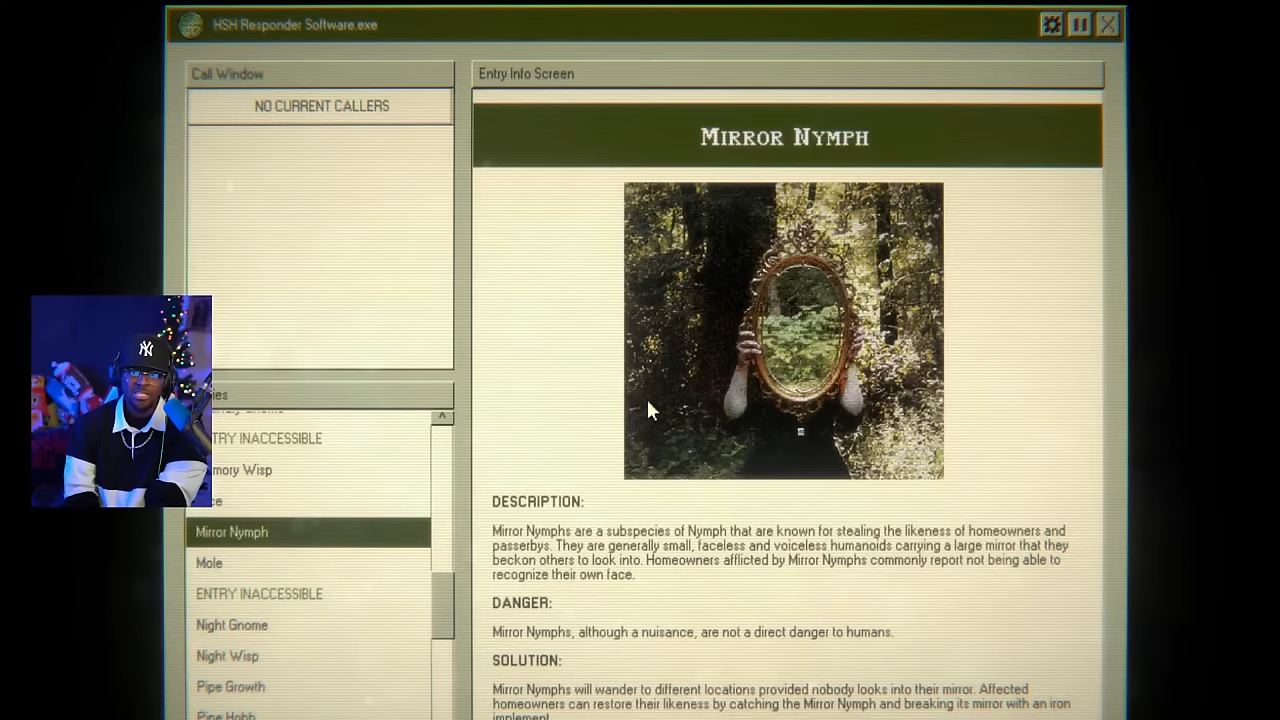 HSH Responder Software.exe
Call Window
NO CURRENT CALLERS
Entry Info Screen
MIRROR NYMPH
ENTRY INACCESSIBLE
Mirror Nymph
Mole
ENTRY INACCESSIBLE
Night Gnome
Night Wisp
Pipe Growth
Pipe Hobb
DESCRIPTION:
Mirror Nymphs are a subspecies of Nymph that are known for stealing the likeness of homeowners and
passerbys. They are generally small, faceless and voiceless humanoids carrying a large mirror that they
beckon others to look into. Homeowners afflicted by Mirror Nymphs commonly report not being able to
recognize their own face.
DANGER:
Mirror Nymphs, although a nuisance, are not a direct danger to humans.
SOLUTION:
Mirror Nymphs will wander to different locations provided nobody looks into their mirror. Affected
homeowners can restore their likeness by catching the Mirror Nymph and breaking its mirror with an iron
implement.